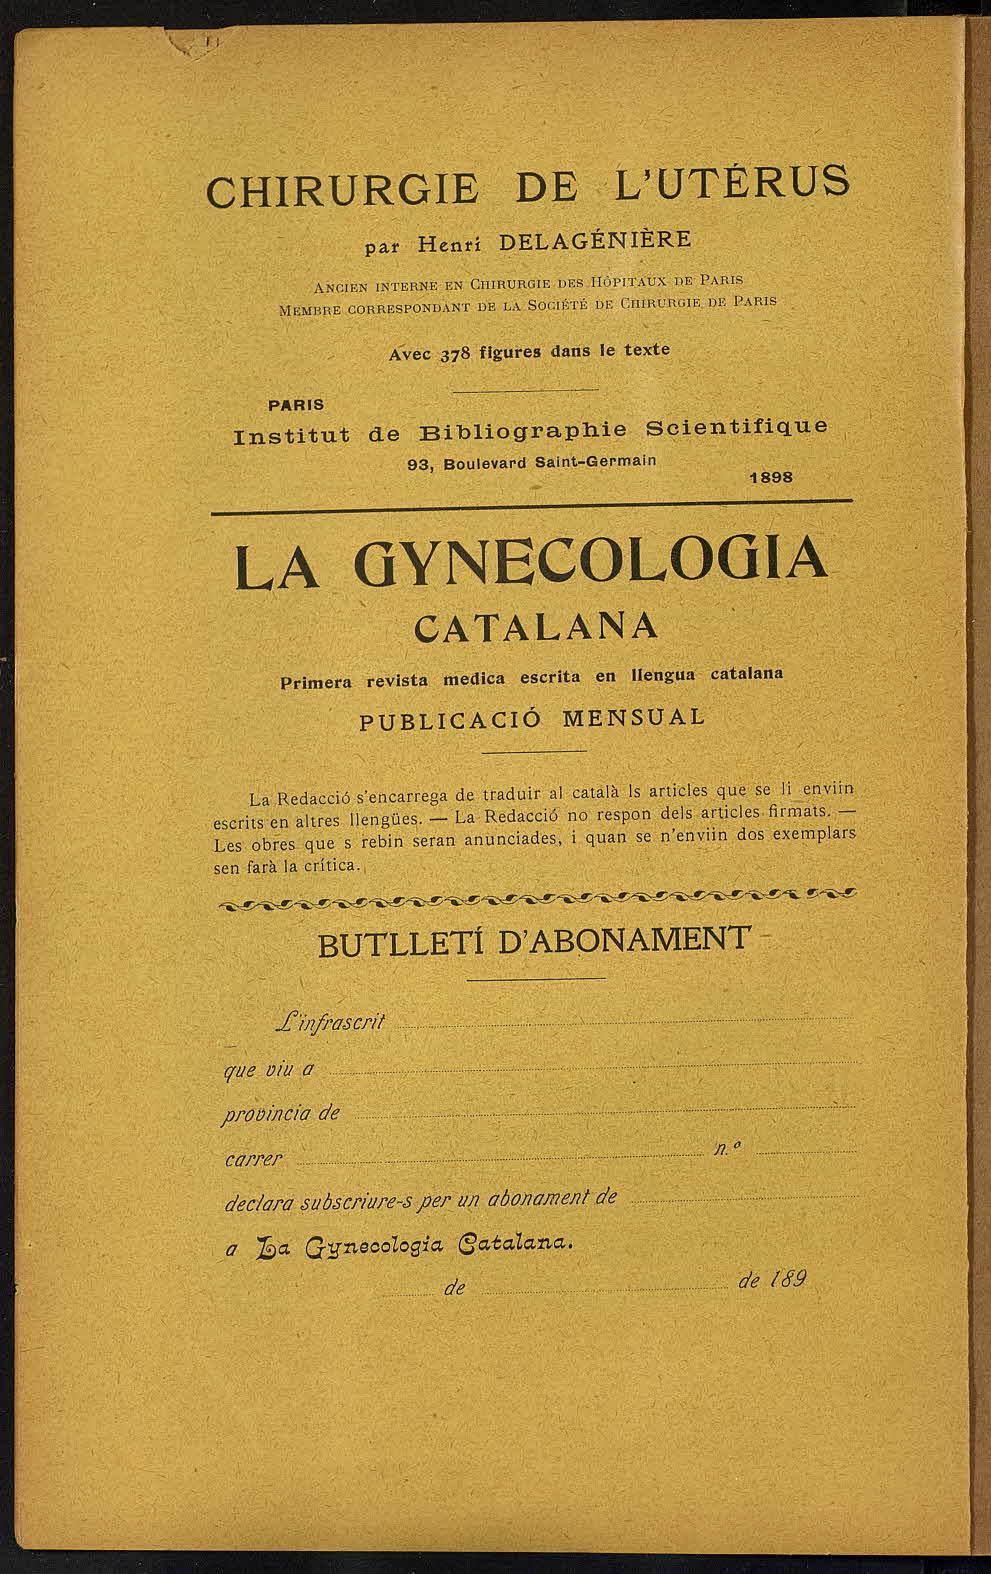 CHIRURGIE DE L'UTÉRUS
par Henri DELAGÉNIÈRE
ANCIEN INTERNE EN CHIRURGIE DES HÔPITAUX DE PARIS
MEMBRE CORRESPONDANT DE LA SOCIÉTÉ DE CHIRURGIE DE PARIS
Avec 378 figures dans le texte
PARIS
Institut de Bibliographie Scientifique
93, Boulevard Saint-Germain
1898
LA GYNECOLOGIA
CATALANA
Primera revista medica escrita en llengua catalana
PUBLICACIÓ MENSUAL
La Redacció s'encarrega de traduir al català ls articles que se li enviin
escrits en altres llengües. — La Redacció no respon dels articles firmats. —
Les obres que s rebin seran anunciades, i quan se n'enviin dos exemplars
sen farà la crítica.
BUTLLETÍ D'ABONAMENT
L'infrascrit
que viu a
provincia de
carrer n.º
declara subscriure-s per un abonament de
a La Gynecologia Catalana.
de de 189